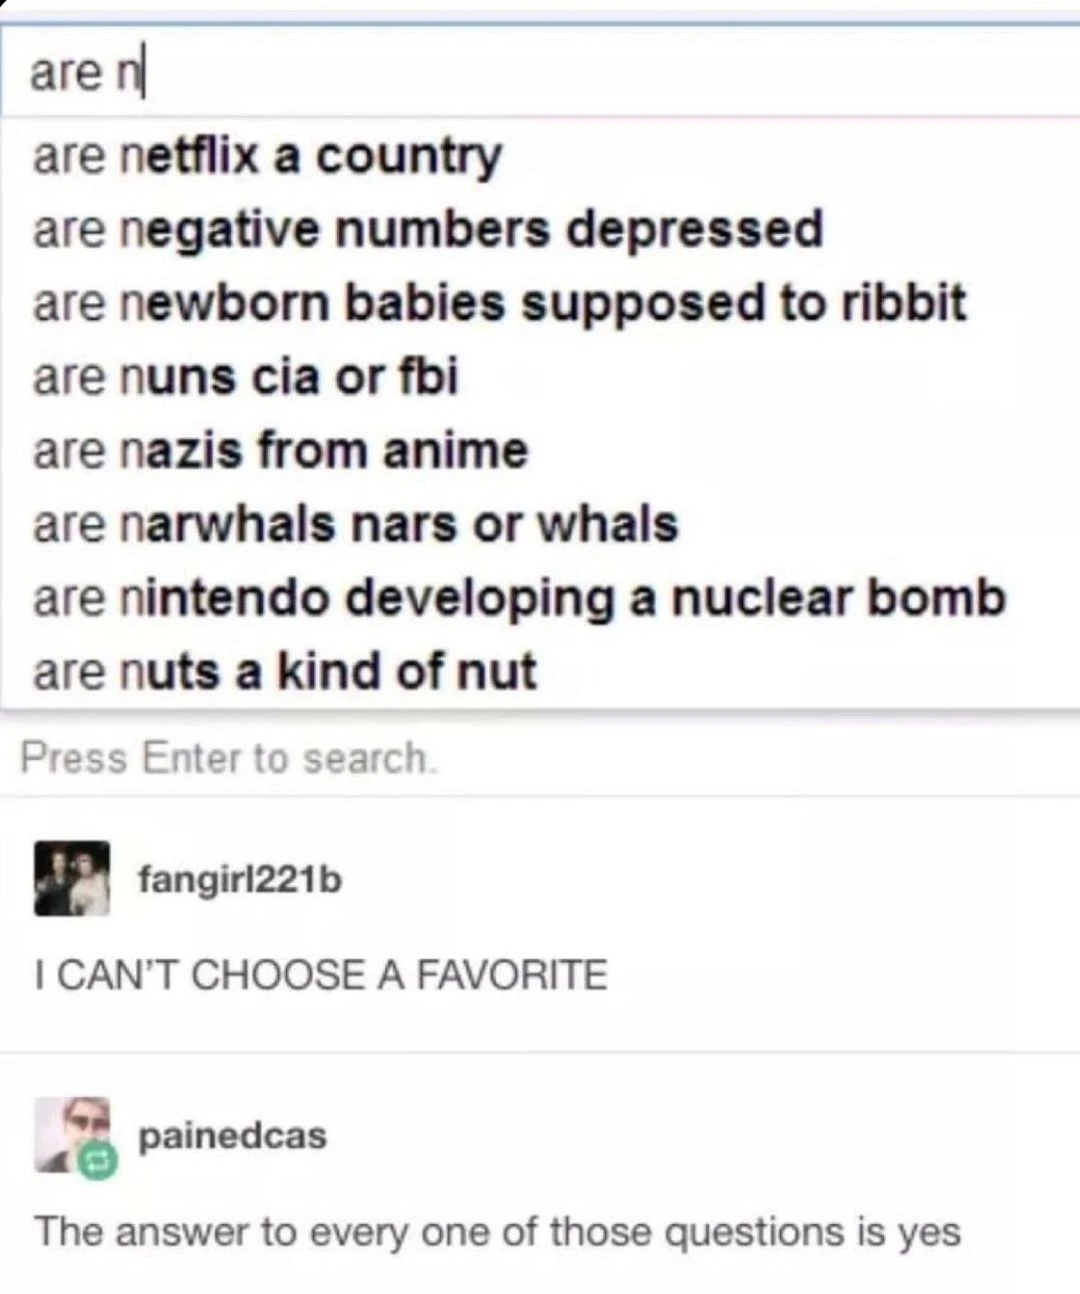 are n
are netflix a country
are negative numbers depressed
are newborn babies supposed to ribbit
are nuns cia or fbi
are nazis from anime
are narwhals nars or whals
are nintendo developing a nuclear bomb
are nuts a kind of nut
Press Enter to search.
fangirl221b
I CAN'T CHOOSE A FAVORITE
painedcas
The answer to every one of those questions is yes